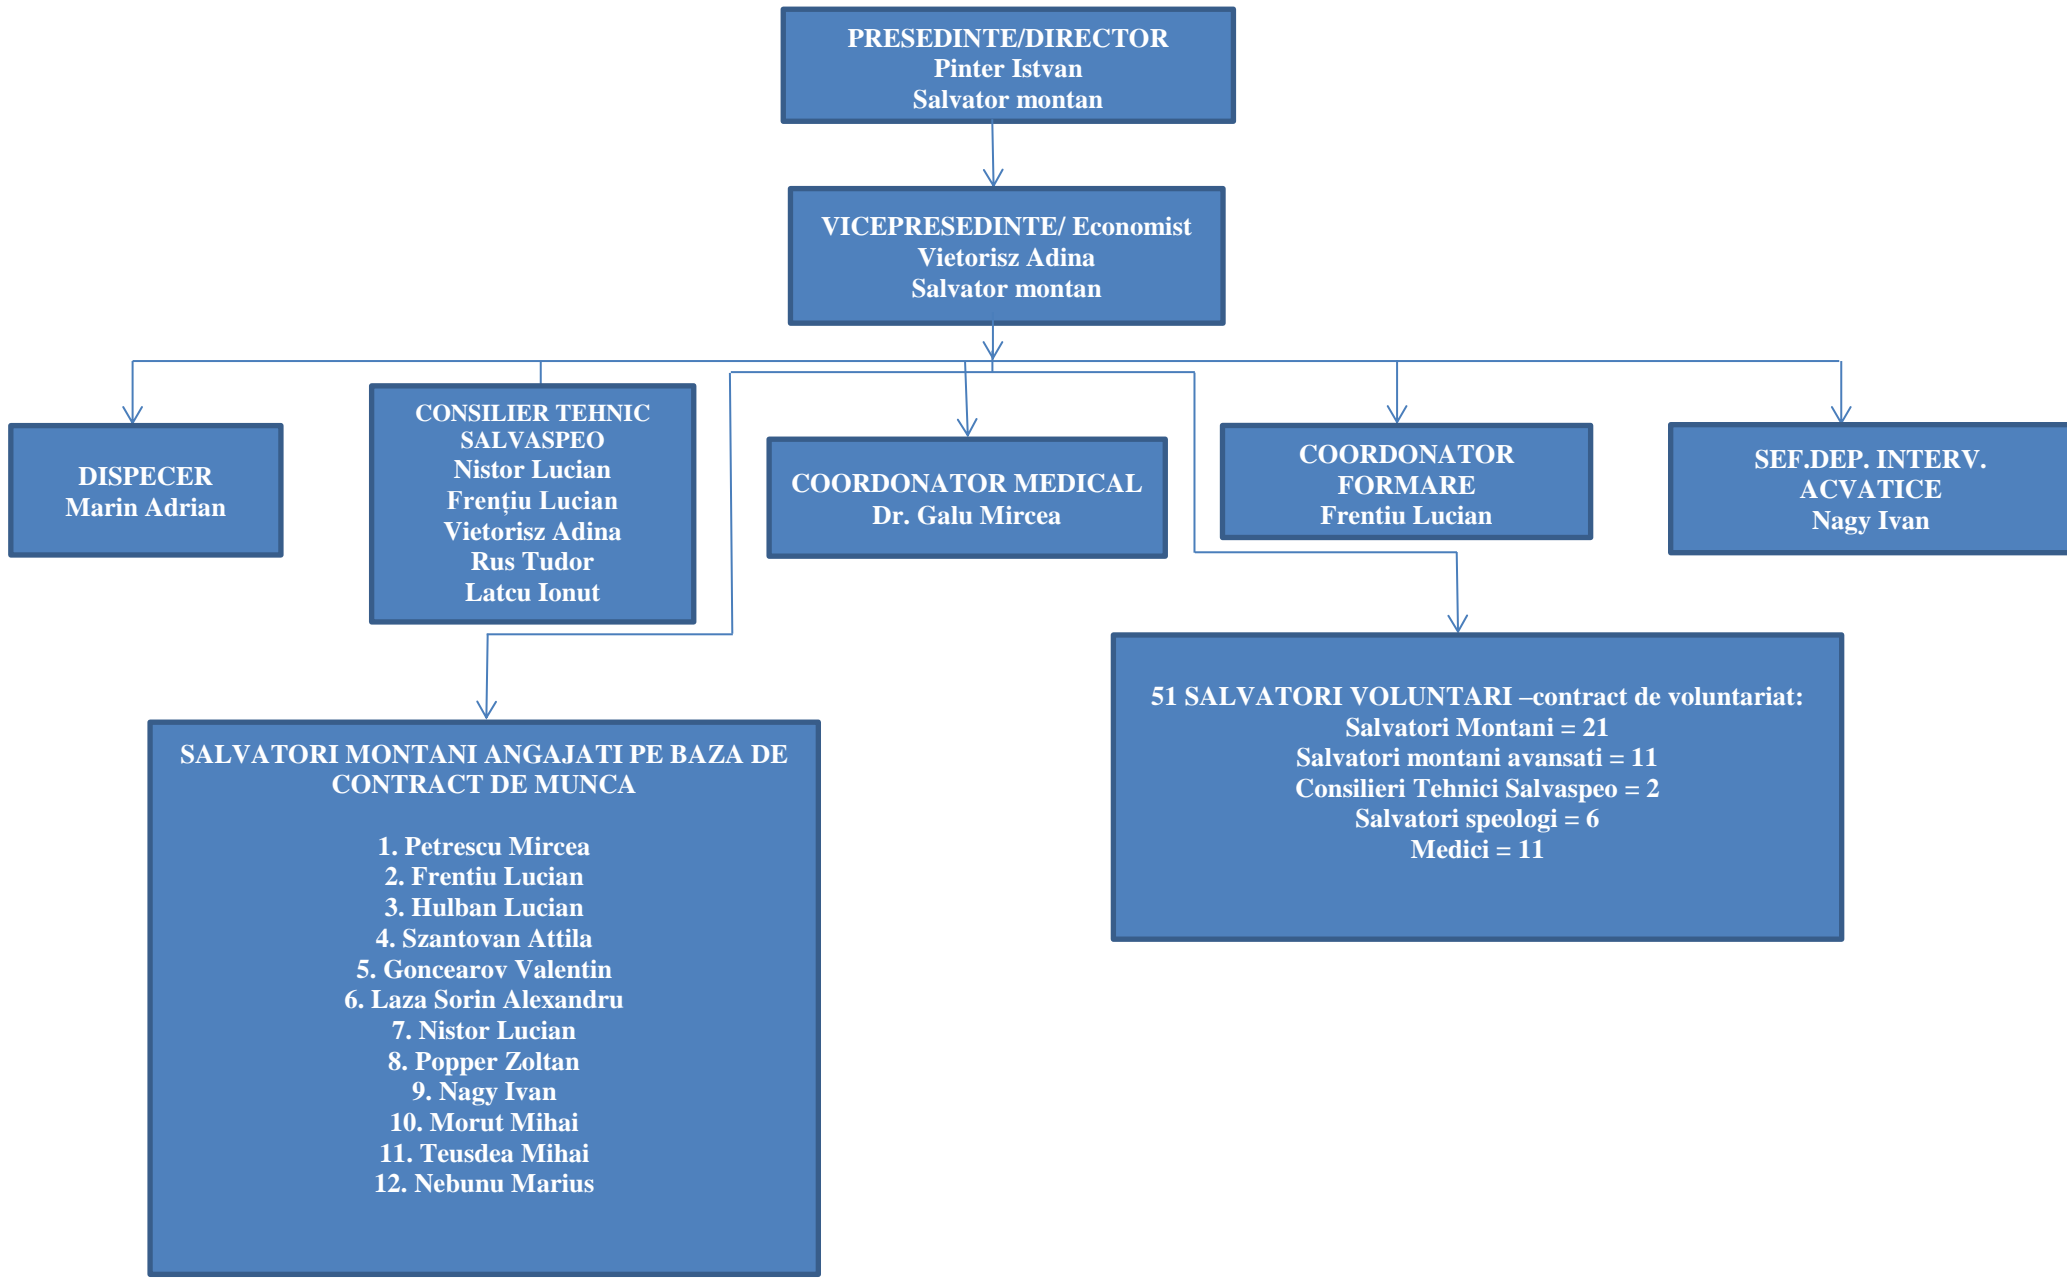 PRESEDINTE/DIRECTOR
Pinter Istvan
Salvator montan
VICEPRESEDINTE/ Economist
Vietorisz Adina
Salvator montan
DISPECER
Marin Adrian
CONSILIER TEHNIC
SALVASPEO
Nistor Lucian
Frențiu Lucian
Vietorisz Adina
Rus Tudor
Latcu Ionut
COORDONATOR MEDICAL
Dr. Galu Mircea
COORDONATOR
FORMARE
Frentiu Lucian
SEF.DEP. INTERV.
ACVATICE
Nagy Ivan
SALVATORI MONTANI ANGAJATI PE BAZA DE
CONTRACT DE MUNCA
1. Petrescu Mircea
2. Frentiu Lucian
3. Hulban Lucian
4. Szantovan Attila
5. Goncearov Valentin
6. Laza Sorin Alexandru
7. Nistor Lucian
8. Popper Zoltan
9. Nagy Ivan
10. Morut Mihai
11. Teusdea Mihai
12. Nebunu Marius
51 SALVATORI VOLUNTARI –contract de voluntariat:
Salvatori Montani = 21
Salvatori montani avansati = 11
Consilieri Tehnici Salvaspeo = 2
Salvatori speologi = 6
Medici = 11